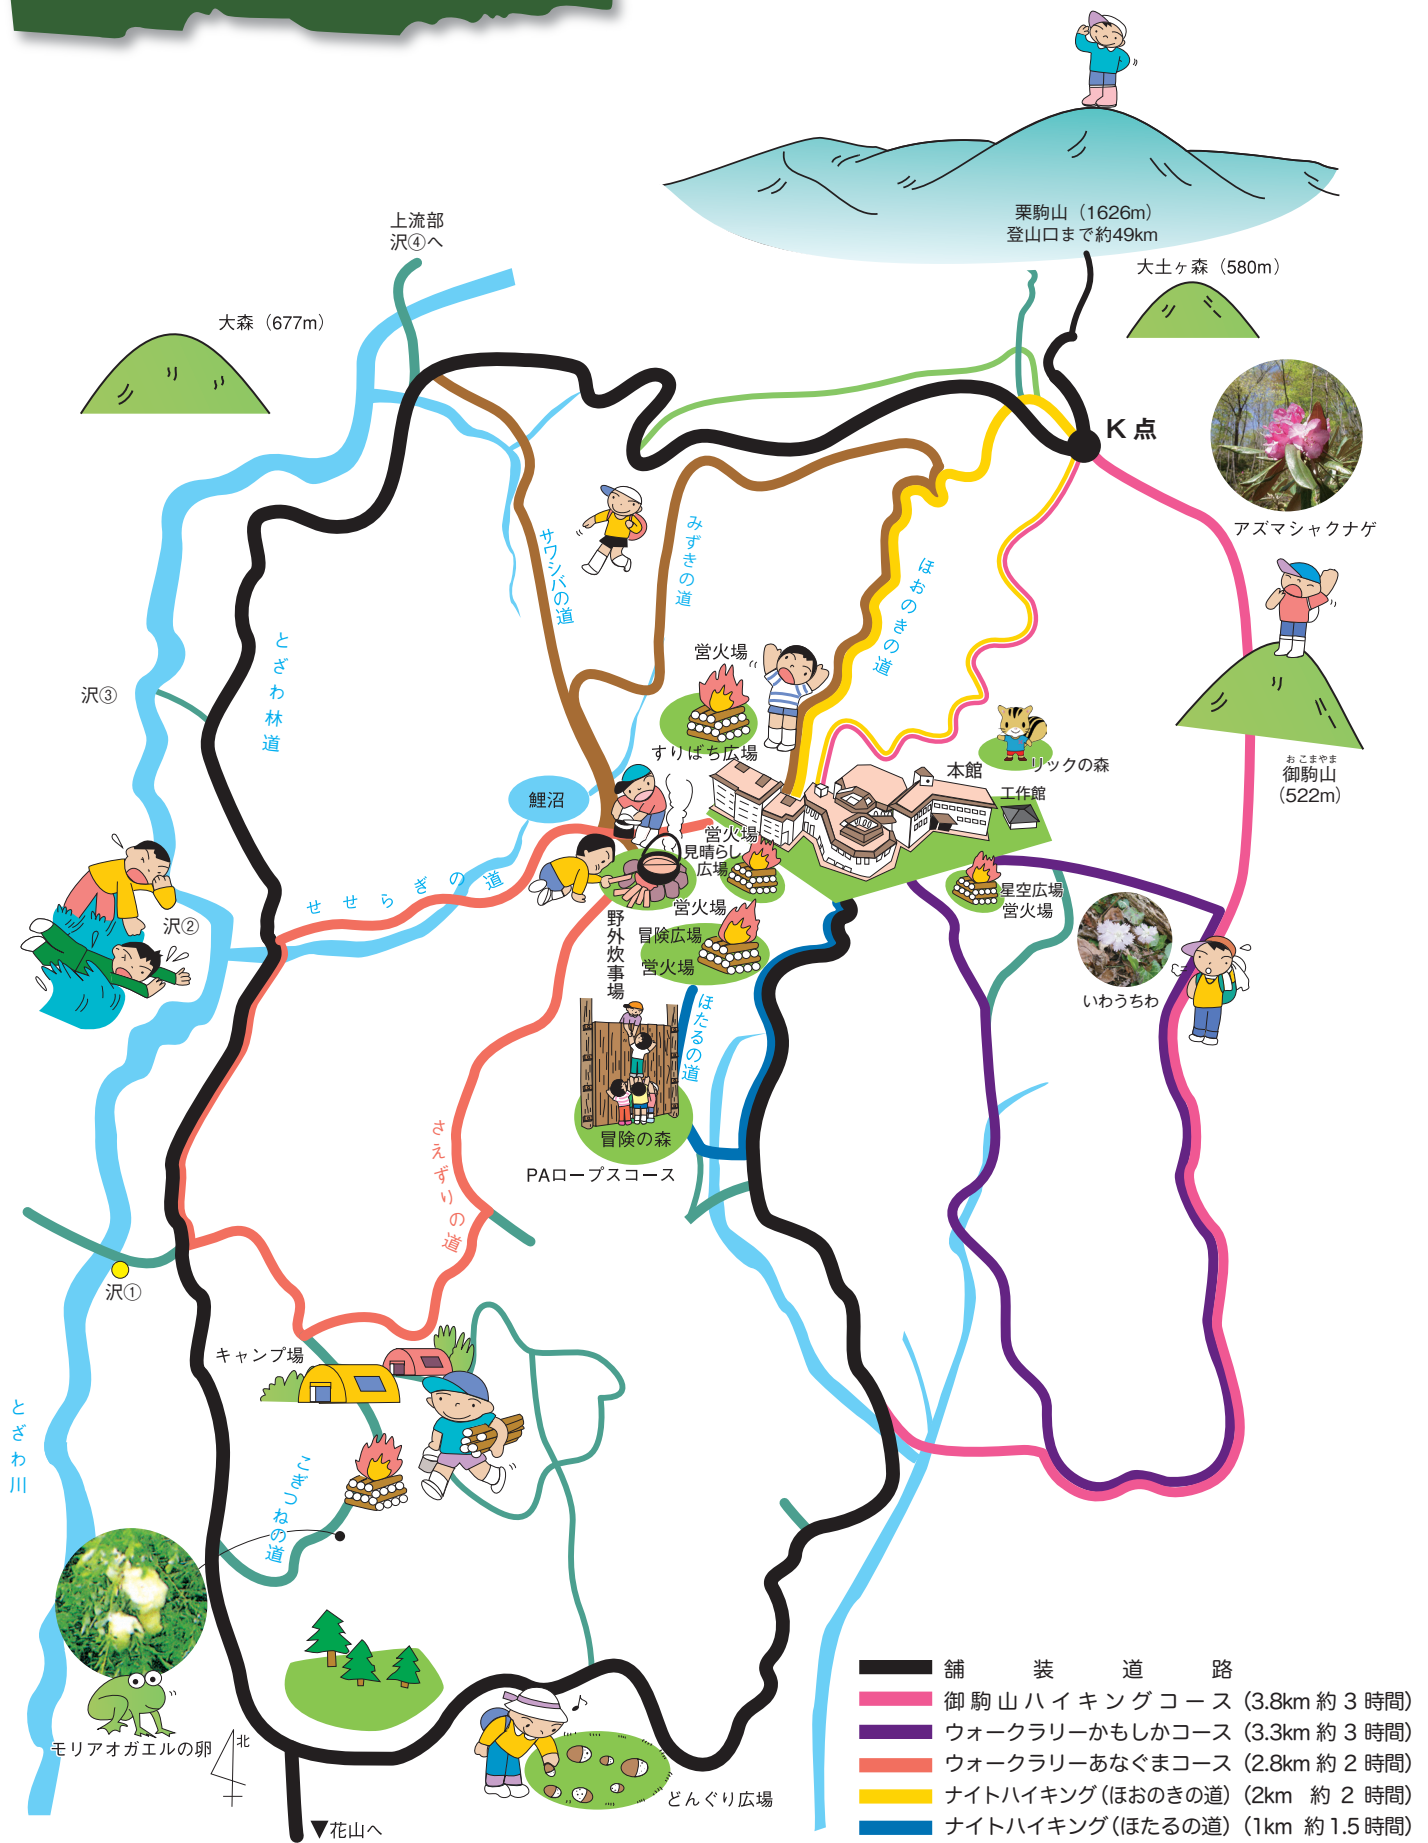 上流部
沢④へ
栗駒山（1626m）
登山口まで約49km
大土ヶ森（580m）
大森（677m）
K点
アズマシャクナゲ
サワシバの道
みずきの道
ほおのきの道
とざわ林道
沢③
営火場
すりばち広場
リックの森
本館
工作館
おこまやま
御駒山
（522m）
鯉沼
営火場
見晴らし
広場
せせらぎの道
沢②
営火場
冒険広場
営火場
野外炊事場
星空広場
営火場
いわうちわ
ほたるの道
冒険の森
PAロープスコース
さえずりの道
沢①
キャンプ場
とざわ川
こぎつねの道
モリアオガエルの卵
北
▼花山へ
どんぐり広場
舗装道路
御駒山ハイキングコース（3.8km 約 3 時間）
ウォークラリーかもしかコース（3.3km 約 3 時間）
ウォークラリーあなぐまコース（2.8km 約 2 時間）
ナイトハイキング（ほおのきの道）（2km 約 2 時間）
ナイトハイキング（ほたるの道）（1km 約1.5 時間）